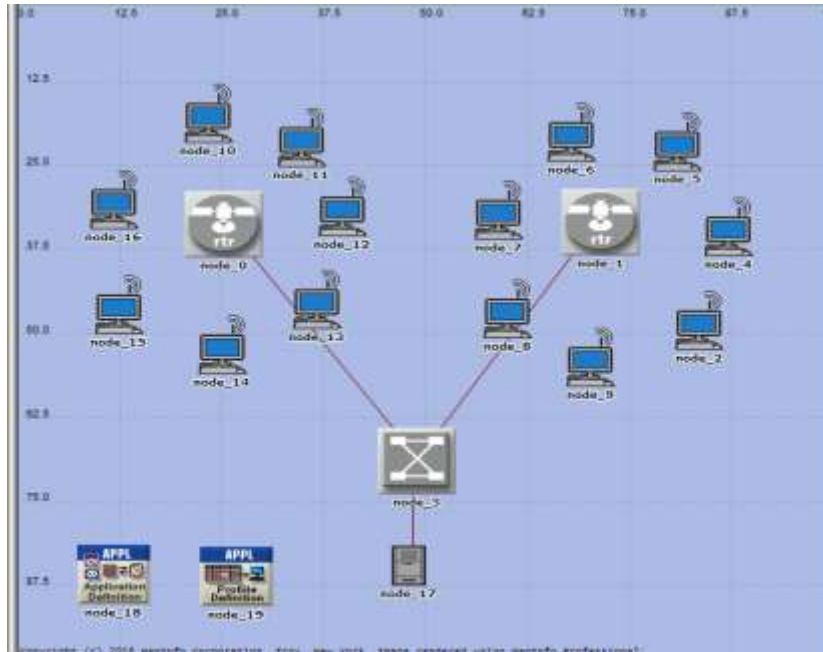 0.0 12.5 25.0 37.5 50.0 62.5 75.0 87.5
12.5
node_10
node_11
node_6
node_5
25.0
node_16
node_12
node_7
node_4
rtr
rtr
37.5
node_0
node_1
node_15
node_13
node_8
node_2
50.0
node_14
node_9
62.5
node_3
75.0
APPL
Application
Definition
node_18
APPL
Profile
Definition
node_19
node_17
87.5